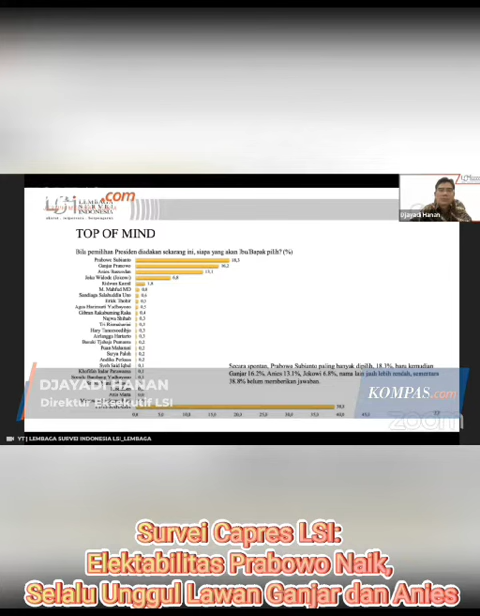 .com
LEMBAGA
SURVEI
INDONESIA
Djayadi Hanan
TOP OF MIND
Bila pemilihan Presiden diadakan sekarang ini, siapa yang akan Ibu/Bapak pilih? (%)
Prabowo Subianto 18,3
Ganjar Pranowo 16,2
Anies Baswedan 13,1
Joko Widodo (Jokowi) 6,8
Ridwan Kamil 1,8
M. Mahfud MD
Sandiaga Salahuddin Uno
Erick Thohir
Agus Harimurti Yudhoyono
Gibran Rakabuming Raka
Najwa Shihab
Tri Rismaharini
Hary Tanoesoedibjo
Airlangga Hartarto
Basuki Tjahaja Purnama
Puan Maharani
Surya Paloh
Andika Perkasa
Syeh Iaid Iqbal
Khofifah Indar Parawansa
Secara spontan, Prabowo Subianto paling banyak dipilih, 18.1%, baru kemudian
Ganjar 16.2%, Anies 13.1%, Jokowi 6.8%, nama lain jauh lebih rendah, sementara
38.8% belum memberikan jawaban.
DJAYADI HANAN
Direktur Eksekutif LSI
KOMPAS.com
0,0 5,0 10,0 15,0 20,0 25,0 30,0 35,0 40,0 45,0
zoom
YT | LEMBAGA SURVEI INDONESIA LSI_LEMBAGA
Survei Capres LSI:
Elektabilitas Prabowo Naik,
Selalu Unggul Lawan Ganjar dan Anies